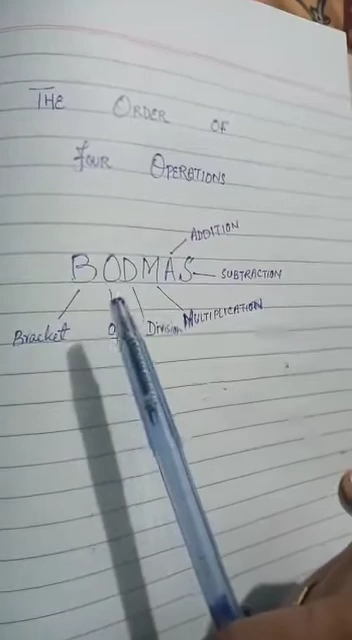 THE ORDER OF
FOUR OPERATIONS
ADDITION
BODMAS
SUBTRACTION
Bracket
Division
MULTIPLICATION